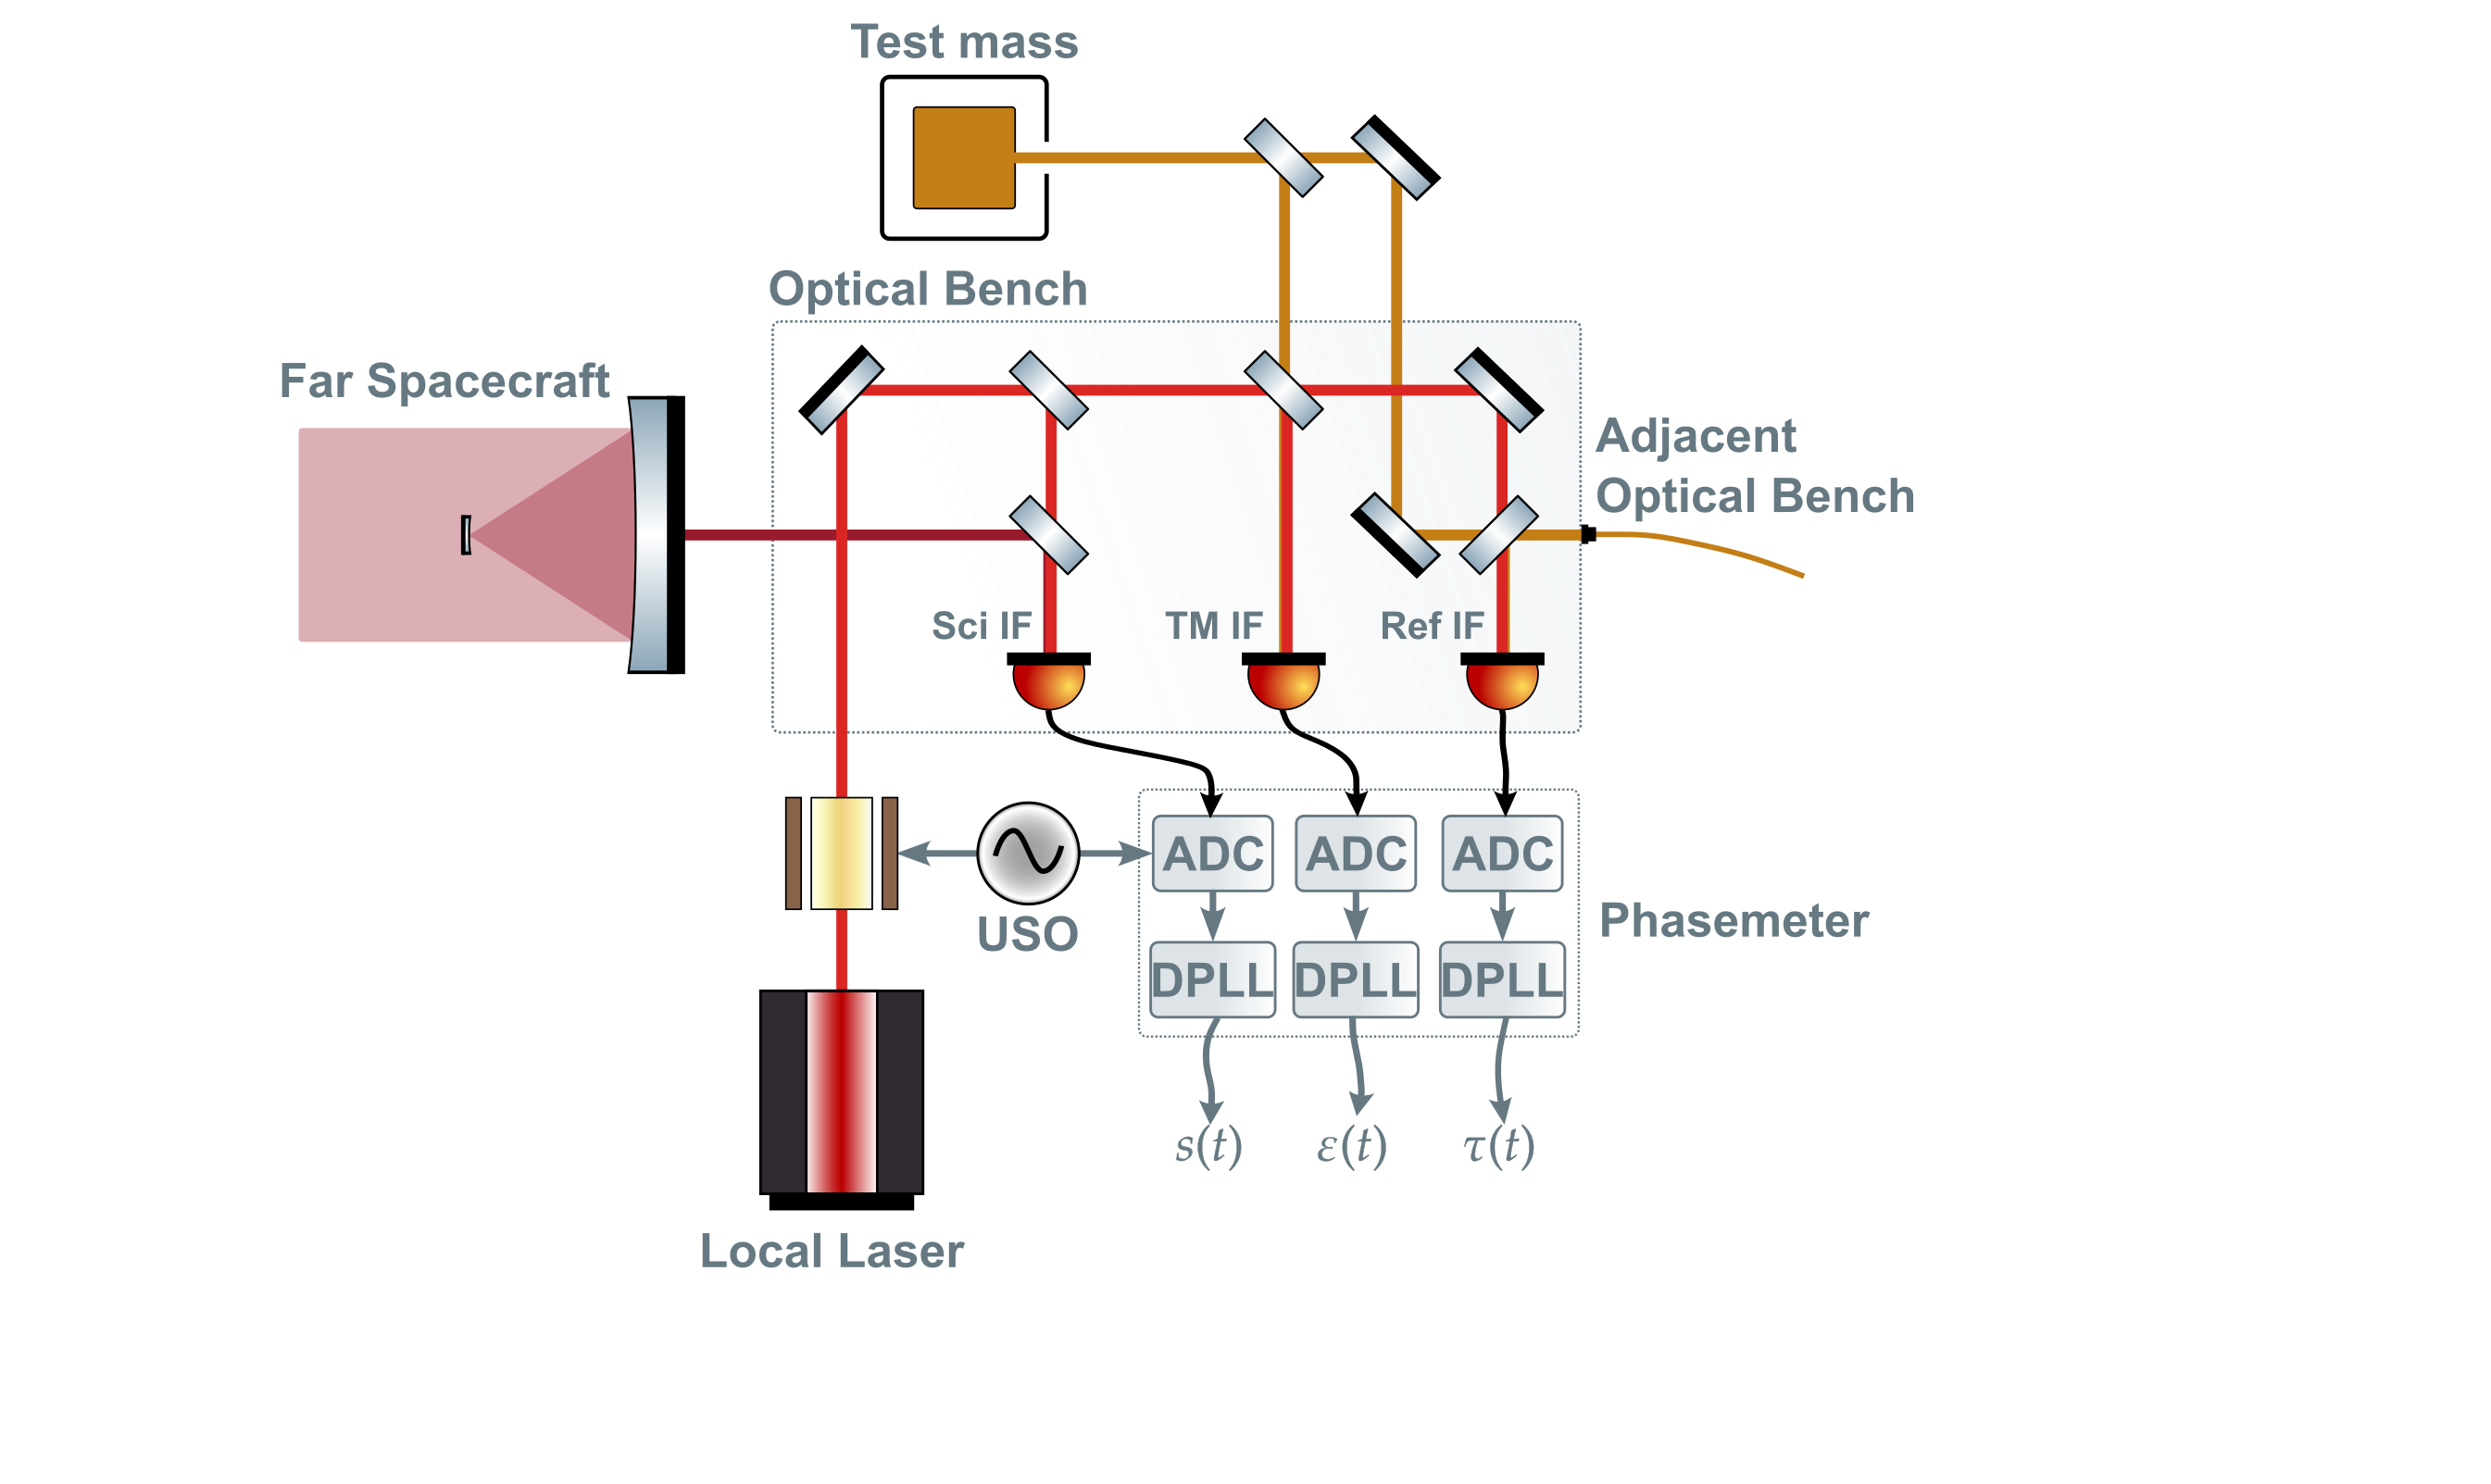 Test mass
Optical Bench
Far Spacecraft
Adjacent
Optical Bench
Sci IF
TM IF
Ref IF
ADC
ADC
ADC
USO
Phasemeter
DPLL
DPLL
DPLL
s(t)
ε(t)
τ(t)
Local Laser